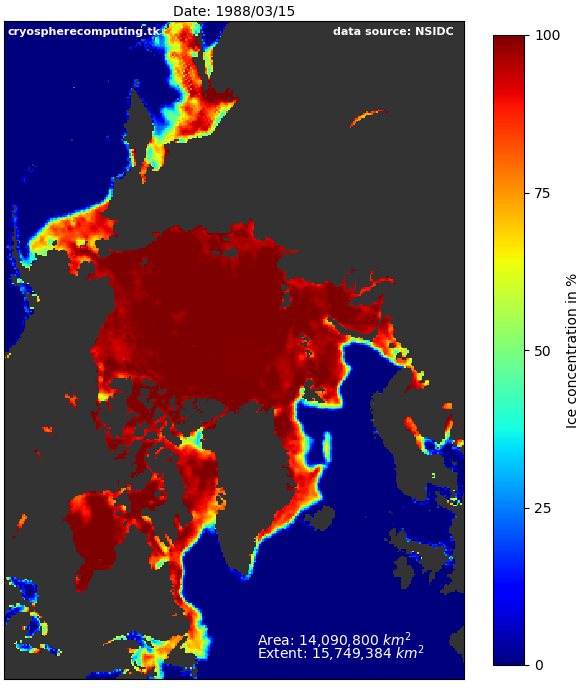 Date: 1988/03/15
cryospherecomputing.tk
data source: NSIDC
100
75
50
25
0
Ice concentration in %
Area: 14,090,800 km²
Extent: 15,749,384 km²